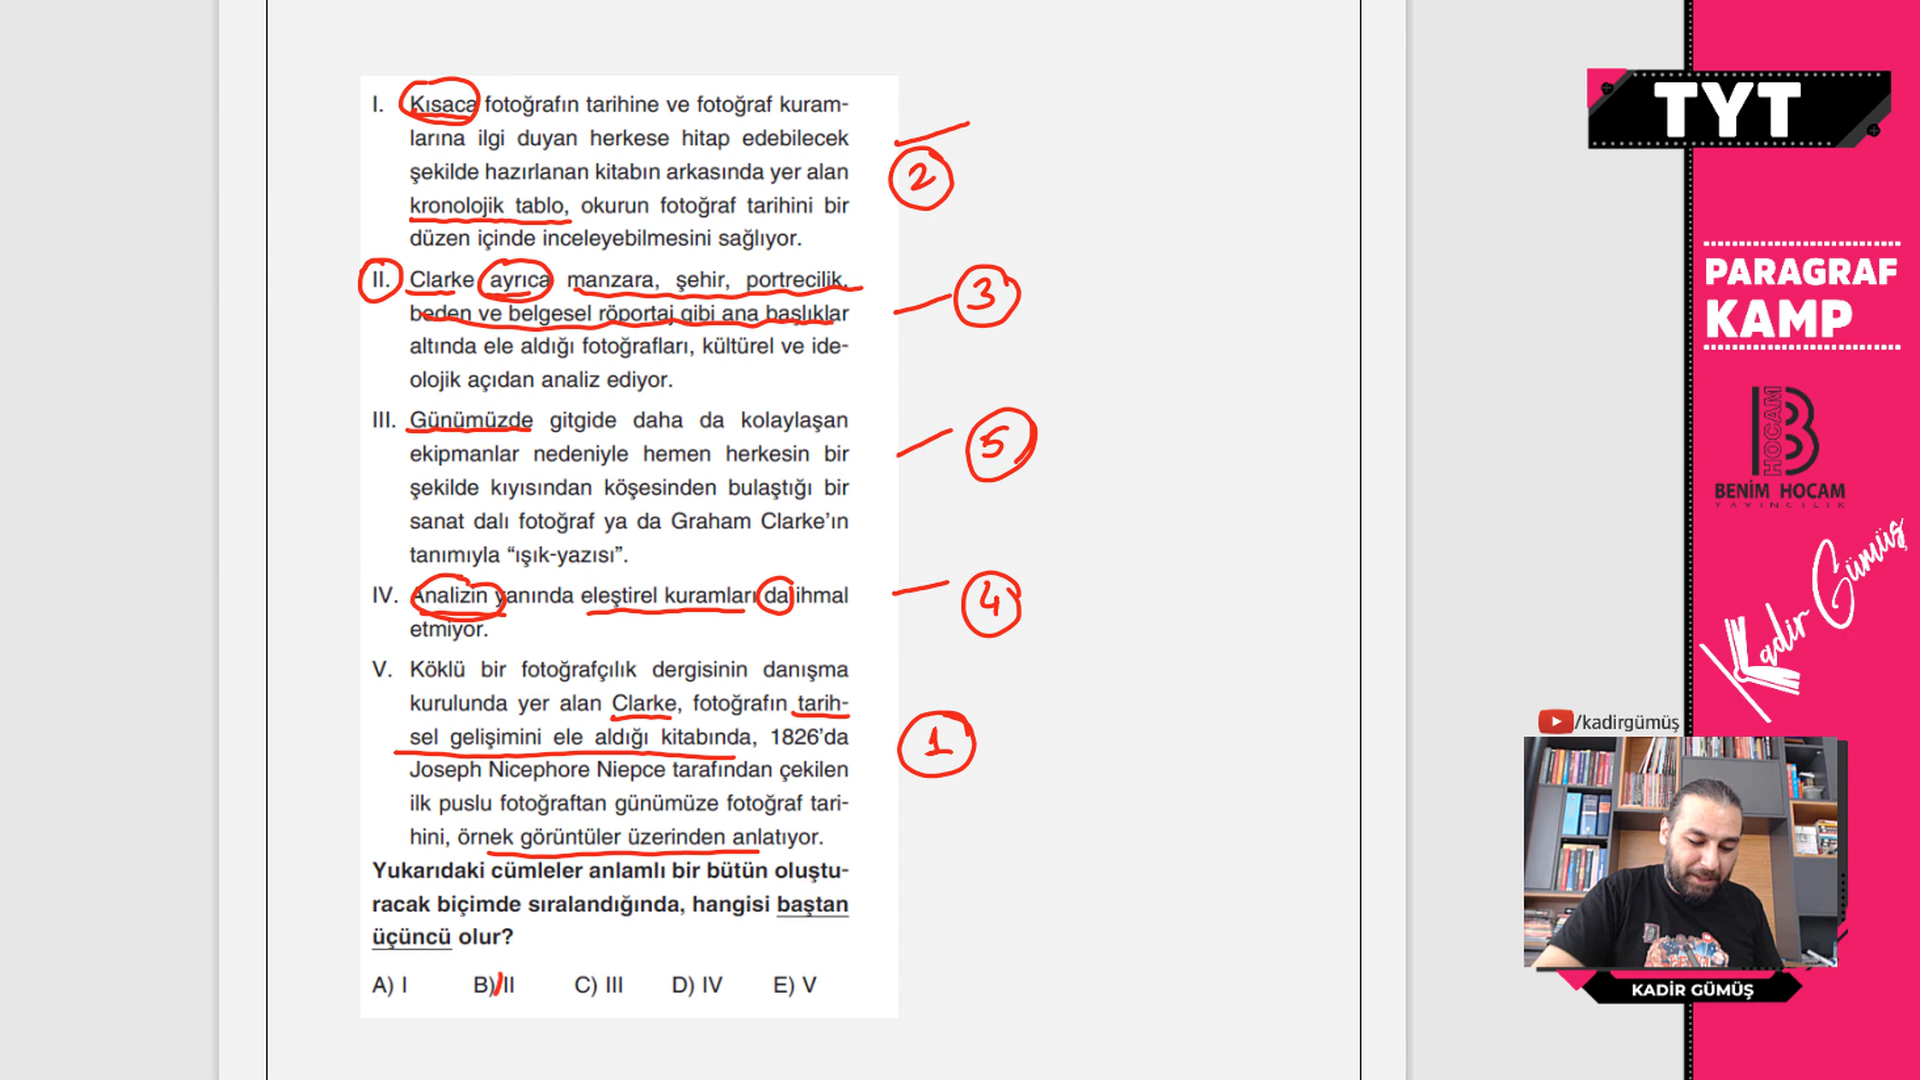 I. Kısaca fotoğrafın tarihine ve fotoğraf kuram-
larına ilgi duyan herkese hitap edebilecek
şekilde hazırlanan kitabın arkasında yer alan
kronolojik tablo, okurun fotoğraf tarihini bir
düzen içinde inceleyebilmesini sağlıyor.
2
II. Clarke ayrıca manzara, şehir, portrecilik,
beden ve belgesel röportaj gibi ana başlıklar
altında ele aldığı fotoğrafları, kültürel ve ide-
olojik açıdan analiz ediyor.
3
III. Günümüzde gitgide daha da kolaylaşan
ekipmanlar nedeniyle hemen herkesin bir
şekilde kıyısından köşesinden bulaştığı bir
sanat dalı fotoğraf ya da Graham Clarke’ın
tanımıyla “ışık-yazısı”.
5
IV. Analizin yanında eleştirel kuramları da ihmal
etmiyor.
4
V. Köklü bir fotoğrafçılık dergisinin danışma
kurulunda yer alan Clarke, fotoğrafın tarih-
sel gelişimini ele aldığı kitabında, 1826’da
Joseph Nicephore Niepce tarafından çekilen
ilk puslu fotoğraftan günümüze fotoğraf tari-
hini, örnek görüntüler üzerinden anlatıyor.
1
Yukarıdaki cümleler anlamlı bir bütün oluştu-
racak biçimde sıralandığında, hangisi baştan
üçüncü olur?
A) I B) II C) III D) IV E) V
TYT
PARAGRAF
KAMP
HOCAM
B
BENİM HOCAM
YAYINCILIK
Kadir Gümüş
/kadirgümüş
KADİR GÜMÜŞ